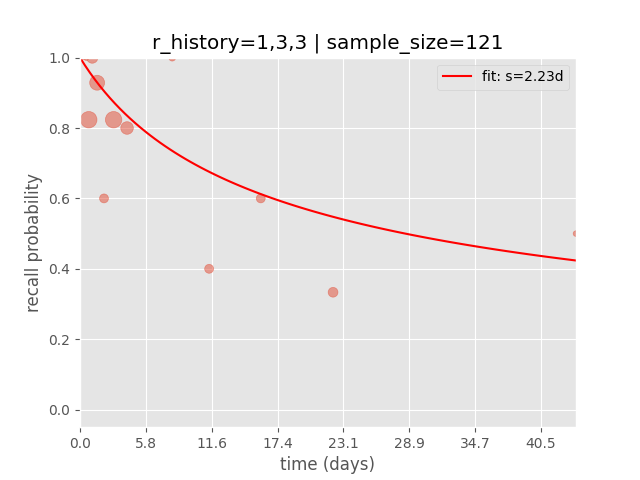 r_history=1,3,3 | sample_size=121
fit: s=2.23d
recall probability
1.0
0.8
0.6
0.4
0.2
0.0
0.0 5.8 11.6 17.4 23.1 28.9 34.7 40.5
time (days)